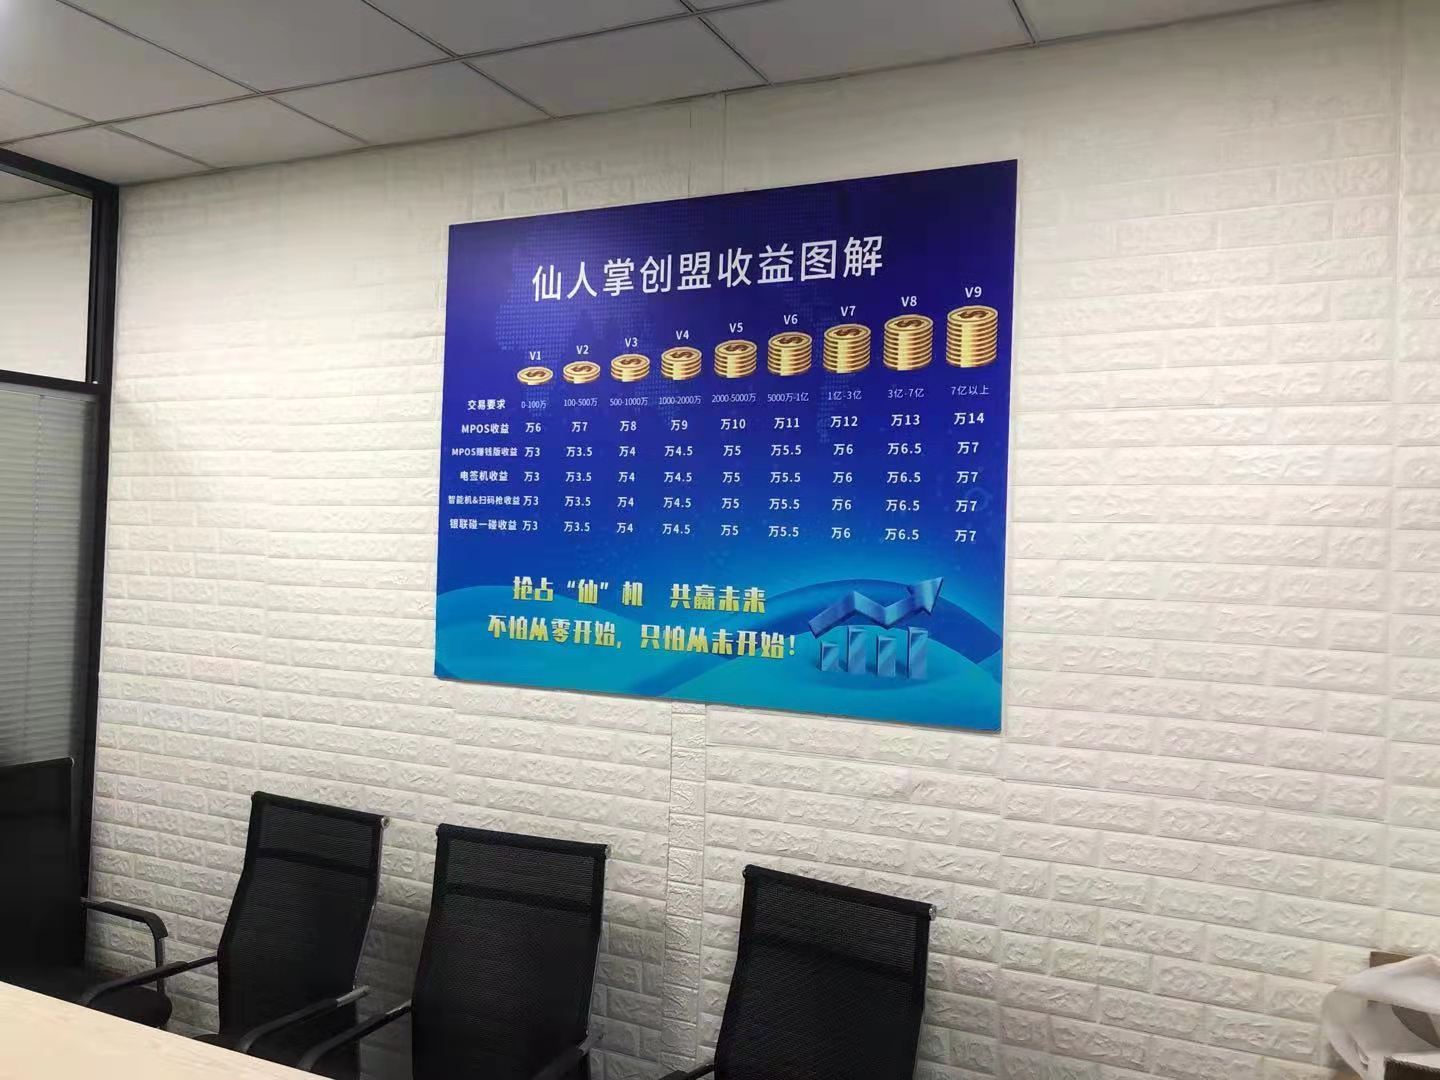 仙人掌创盟收益图解
V1 V2 V3 V4 V5 V6 V7 V8 V9
交易要求 0-100万 100-500万 500-1000万 1000-2000万 2000-5000万 5000万-1亿 1亿-3亿 3亿-7亿 7亿以上
MPOS收益 万6 万7 万8 万9 万10 万11 万12 万13 万14
MPOS赚钱版收益 万3 万3.5 万4 万4.5 万5 万5.5 万6 万6.5 万7
电签机收益 万3 万3.5 万4 万4.5 万5 万5.5 万6 万6.5 万7
智能机&扫码枪收益 万3 万3.5 万4 万4.5 万5 万5.5 万6 万6.5 万7
银联碰一碰收益 万3 万3.5 万4 万4.5 万5 万5.5 万6 万6.5 万7
抢占“仙”机 共赢未来
不怕从零开始，只怕从未开始！